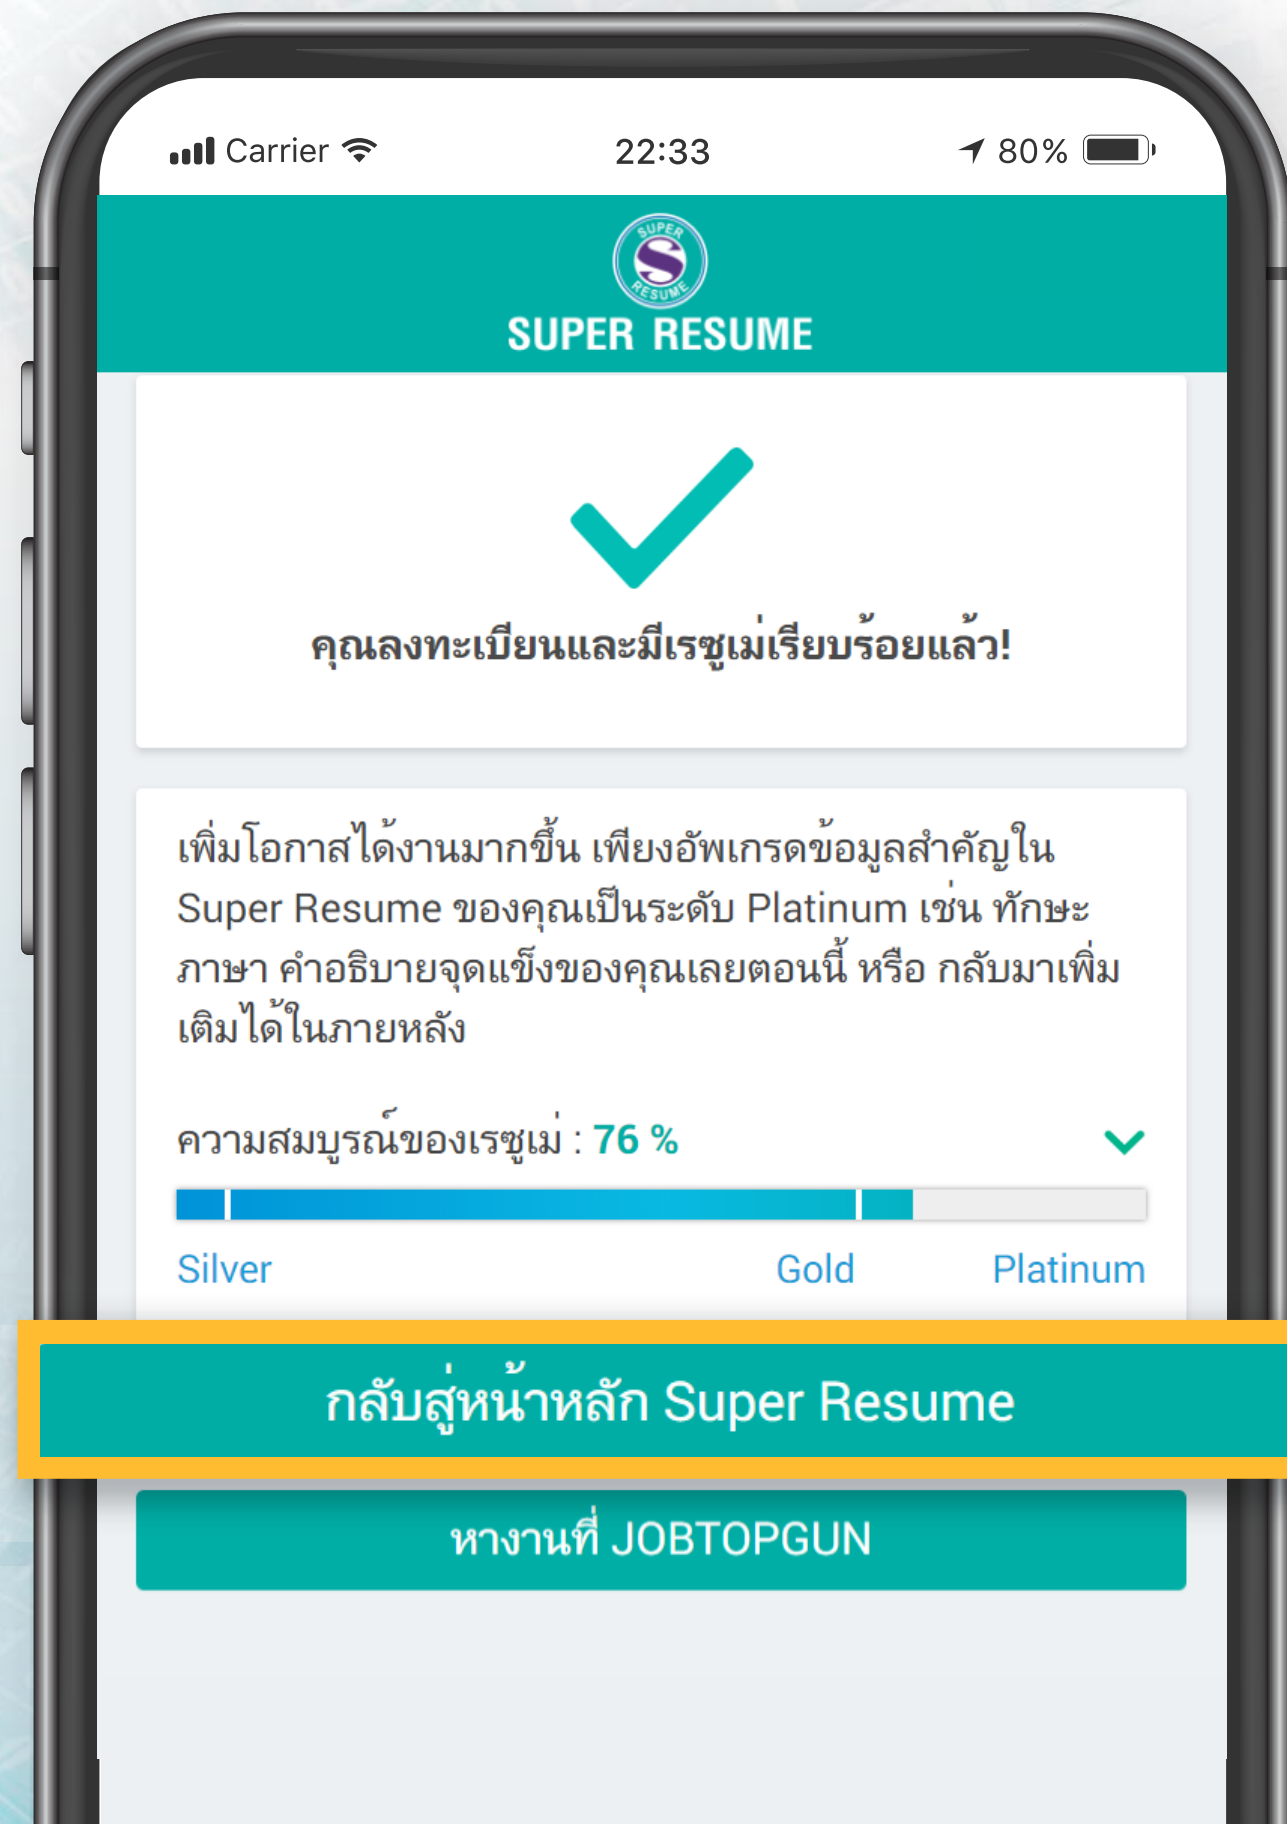 Carrier 22:33 80%
SUPER
RESUME
SUPER RESUME
คุณลงทะเบียนและมีเรซูเม่เรียบร้อยแล้ว!
เพิ่มโอกาสได้งานมากขึ้น เพียงอัพเกรดข้อมูลสำคัญใน
Super Resume ของคุณเป็นระดับ Platinum เช่น ทักษะ
ภาษา คำอธิบายจุดแข็งของคุณเลยตอนนี้ หรือ กลับมาเพิ่ม
เติมได้ในภายหลัง
ความสมบูรณ์ของเรซูเม่ : 76 %
Silver Gold Platinum
กลับสู่หน้าหลัก Super Resume
หางานที่ JOBTOPGUN